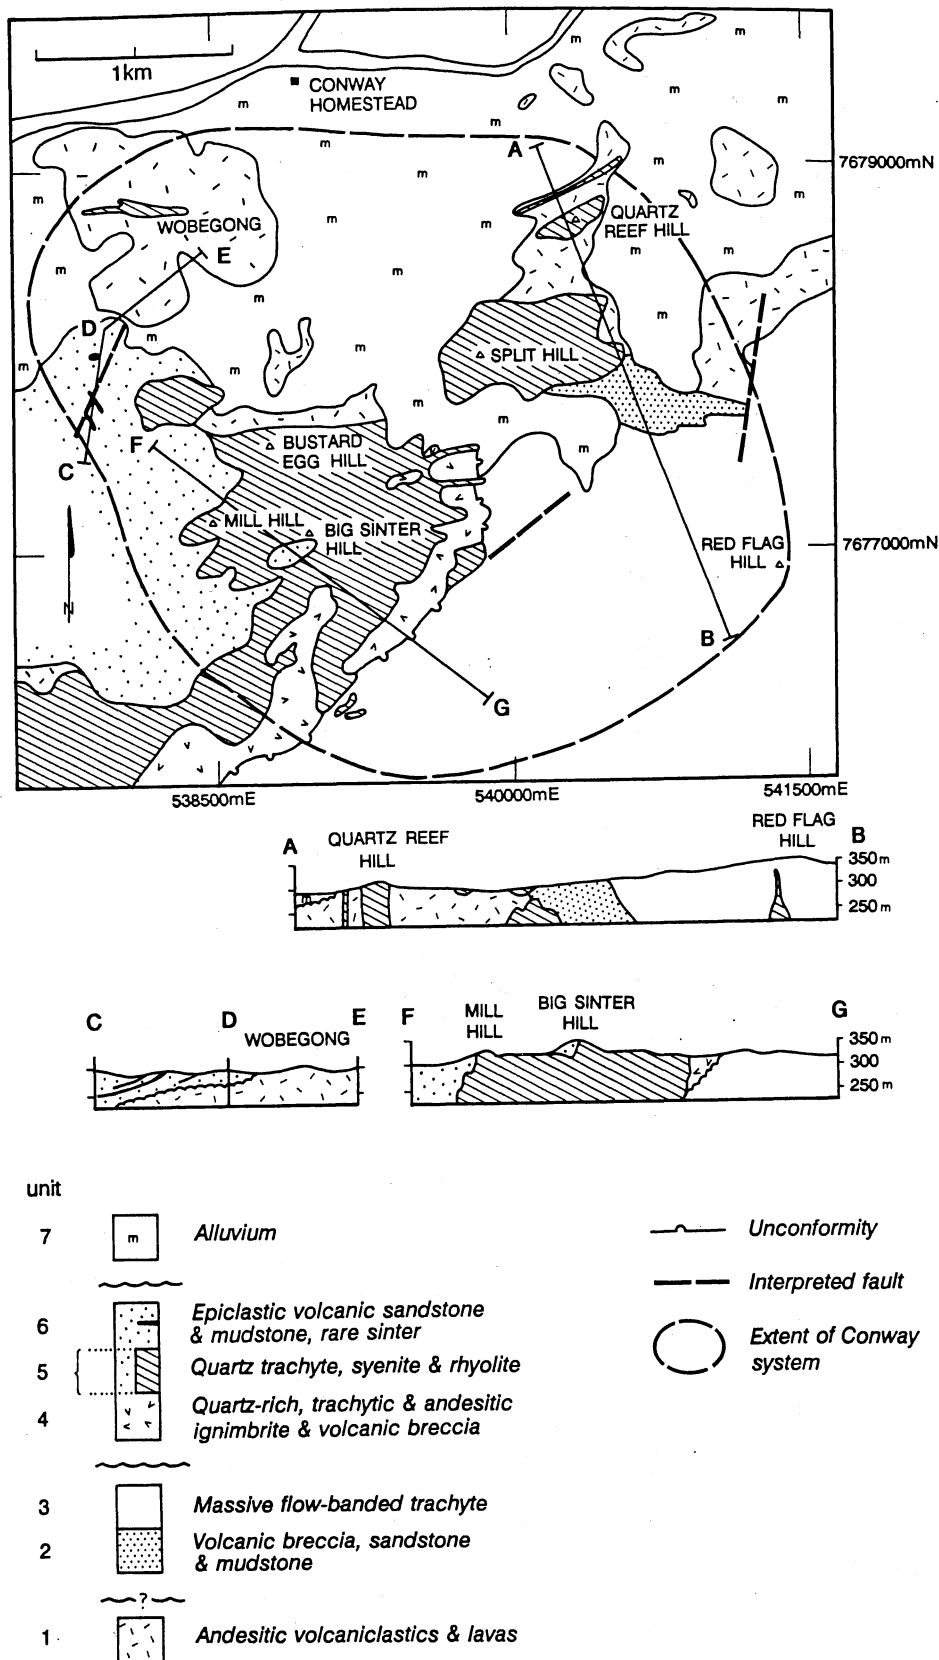 1km
CONWAY
HOMESTEAD
m
m
m
m
m
m
A
7679000mN
m
m
m
m
m
QUARTZ
REEF HILL
WOBEGONG
m
m
m
E
m
m
m
m
m
D
m
m
m
SPLIT HILL
m
m
F
BUSTARD
EGG HILL
m
C
MILL HILL
BIG SINTER
HILL
RED FLAG
HILL
7677000mN
N
B
G
538500mE
540000mE
541500mE
A
QUARTZ REEF
HILL
RED FLAG
HILL
B
350m
300
250m
m
C
D
E
WOBEGONG
F
MILL
HILL
BIG SINTER
HILL
G
350m
300
250m
unit
7
m
Alluvium
Unconformity
6
Epiclastic volcanic sandstone
& mudstone, rare sinter
Interpreted fault
5
Quartz trachyte, syenite & rhyolite
Extent of Conway
system
4
Quartz-rich, trachytic & andesitic
ignimbrite & volcanic breccia
3
Massive flow-banded trachyte
2
Volcanic breccia, sandstone
& mudstone
?
1
Andesitic volcaniclastics & lavas